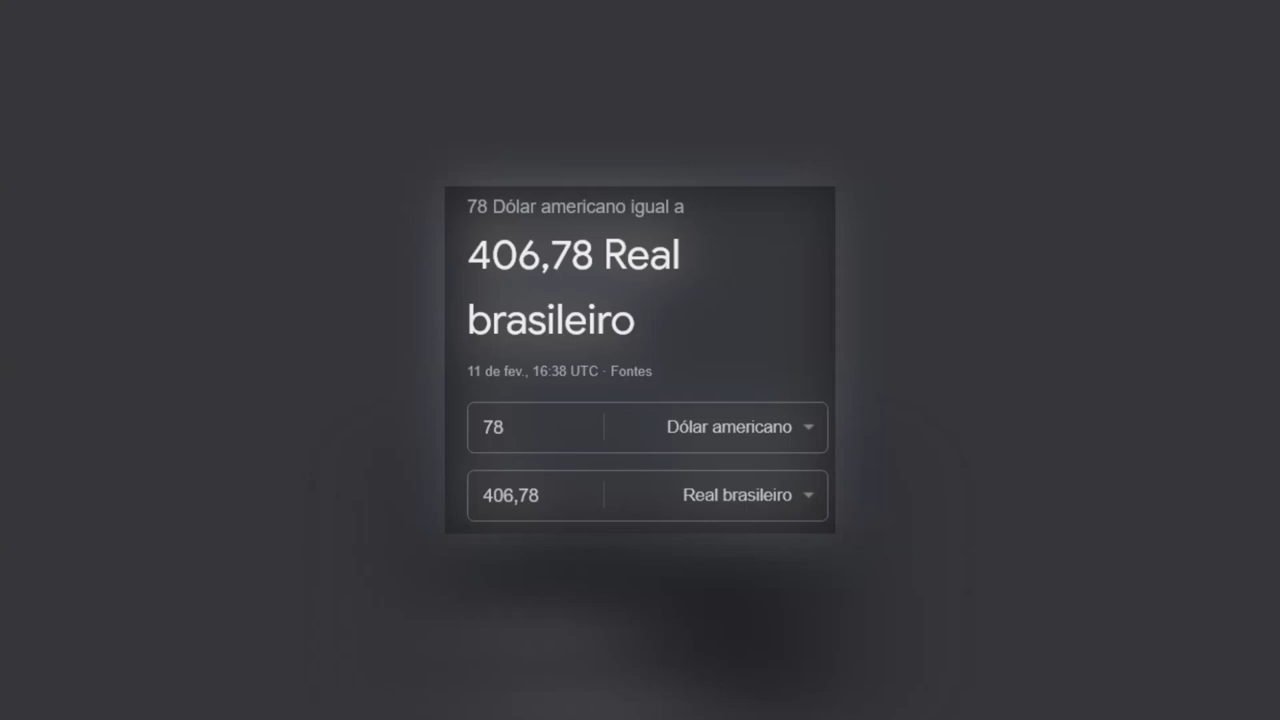 78 Dólar americano igual a
406,78 Real
brasileiro
11 de fev., 16:38 UTC · Fontes
78 Dólar americano
406,78 Real brasileiro